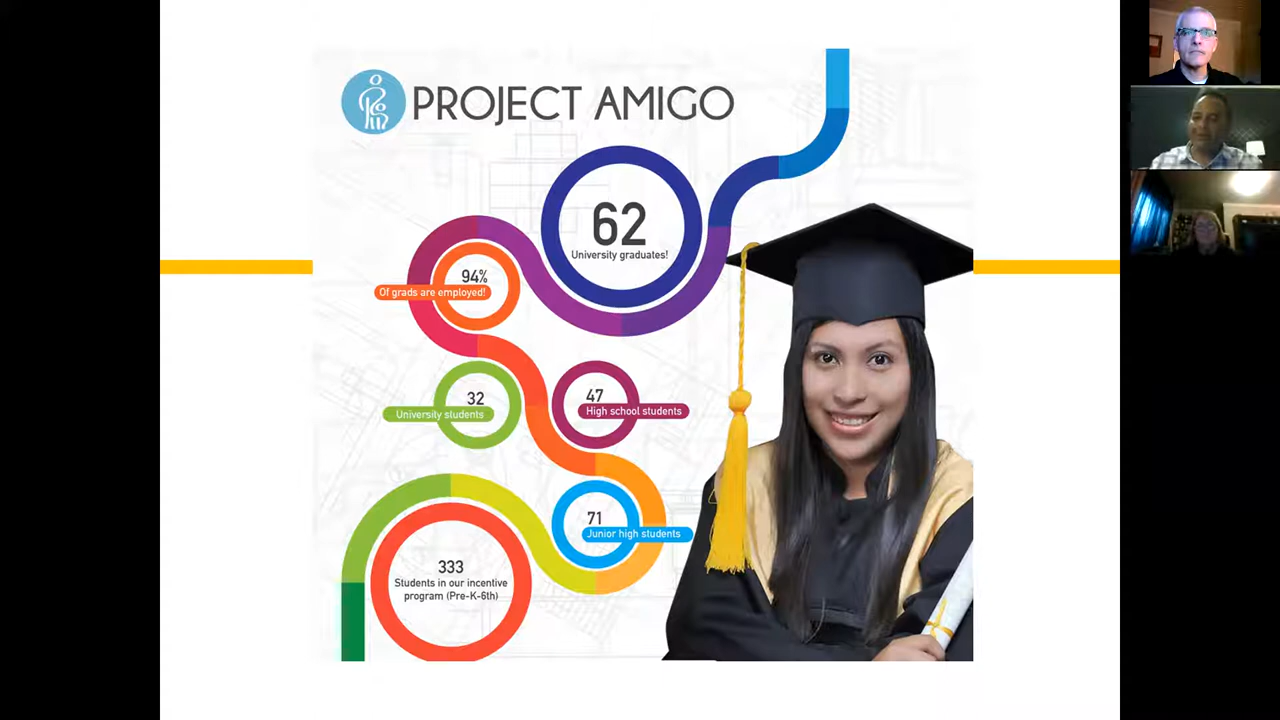 PROJECT AMIGO
62
University graduates!
94%
Of grads are employed!
32
University students
47
High school students
71
Junior high students
333
Students in our incentive
program (Pre-K-6th)